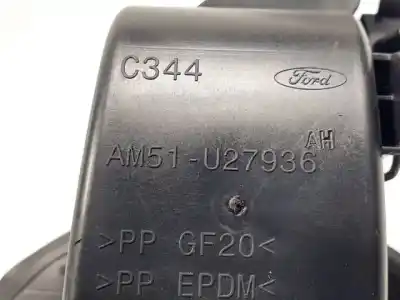 C344 Ford
AH
AM51-U27936
>PP GF20<
>PP EPDM<